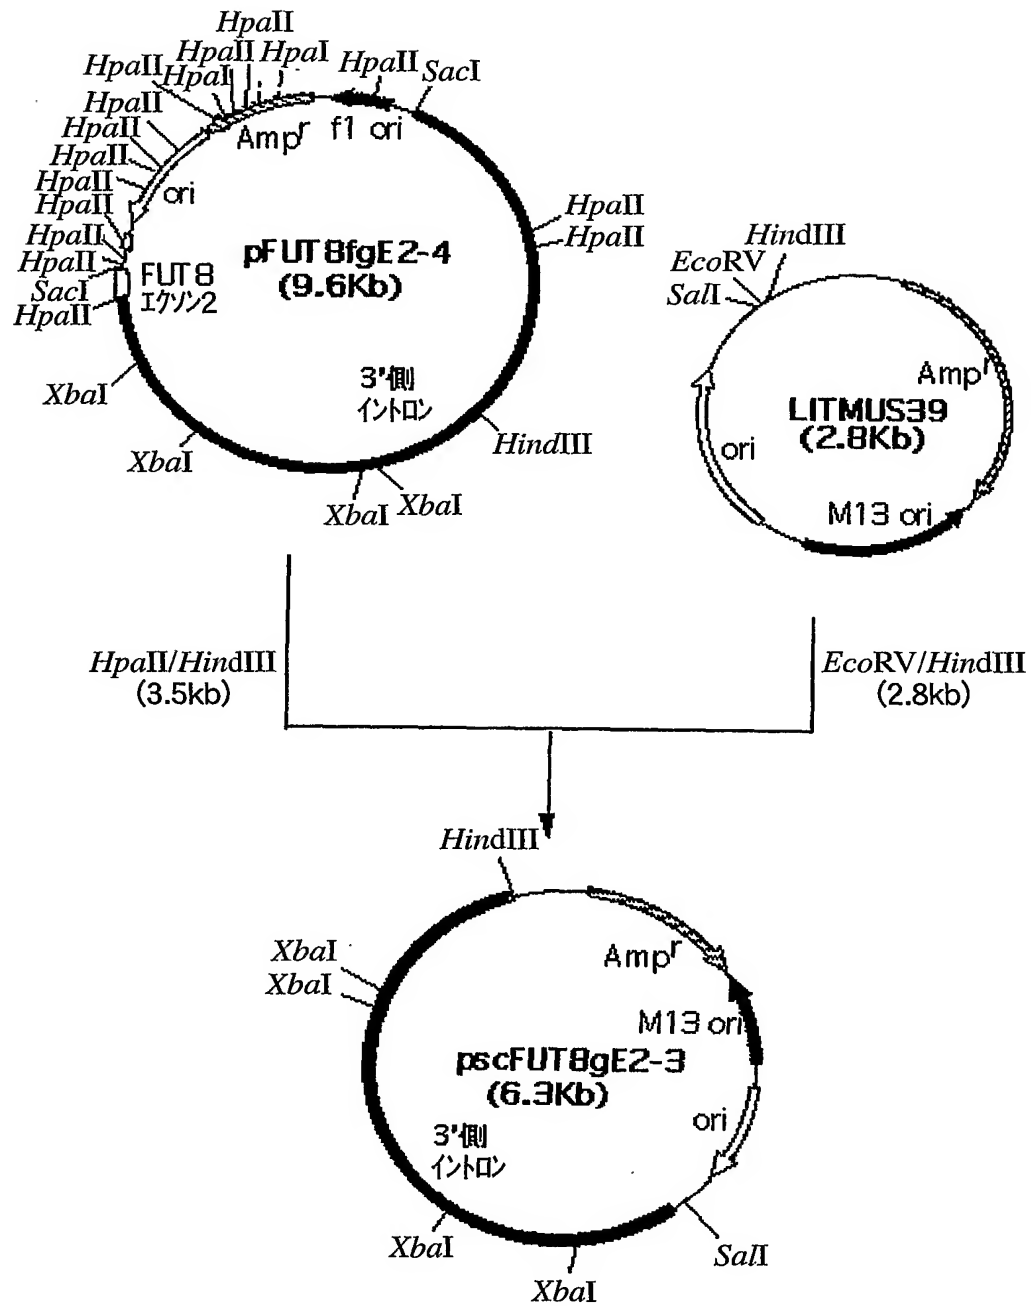 HpaII
HpaII HpaI
HpaII HpaI HpaII SacI
HpaII
HpaII
HpaII
HpaII
HpaII
HpaII
HpaII
SacI
HpaII
Ampʳ f1 ori
ori
FUT8
エクソン2
pFUT8fgE2-4
(9.6Kb)
HpaII
HpaII
3'側
イントロン
XbaI
XbaI
XbaI
XbaI
HindIII
HindIII
EcoRV
SalI
Ampʳ
LITMUS39
(2.8Kb)
ori
M13 ori
HpaII/HindIII
(3.5kb)
EcoRV/HindIII
(2.8kb)
HindIII
XbaI
XbaI
Ampʳ
M13 ori
pscFUT8gE2-3
(6.3Kb)
ori
3'側
イントロン
XbaI
XbaI
SalI